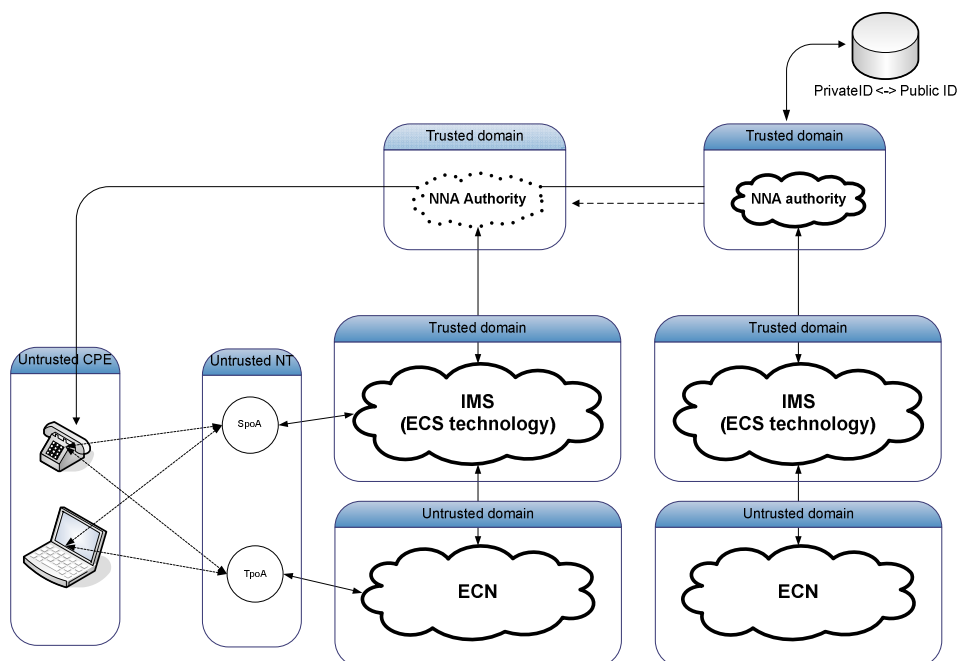 PrivateID <-> Public ID
Trusted domain
Trusted domain
NNA Authority
NNA authority
Trusted domain
Trusted domain
Untrusted CPE
Untrusted NT
IMS
(ECS technology)
IMS
(ECS technology)
SpoA
Untrusted domain
Untrusted domain
TpoA
ECN
ECN